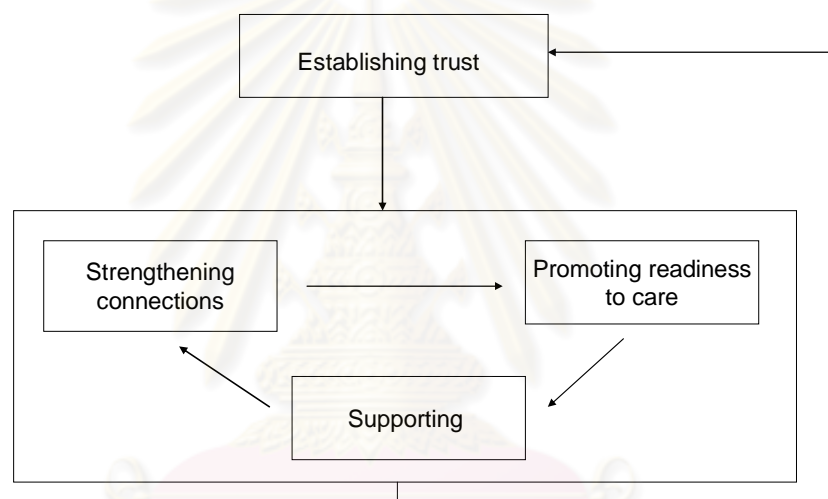 Establishing trust
Strengthening
connections
Promoting readiness
to care
Supporting